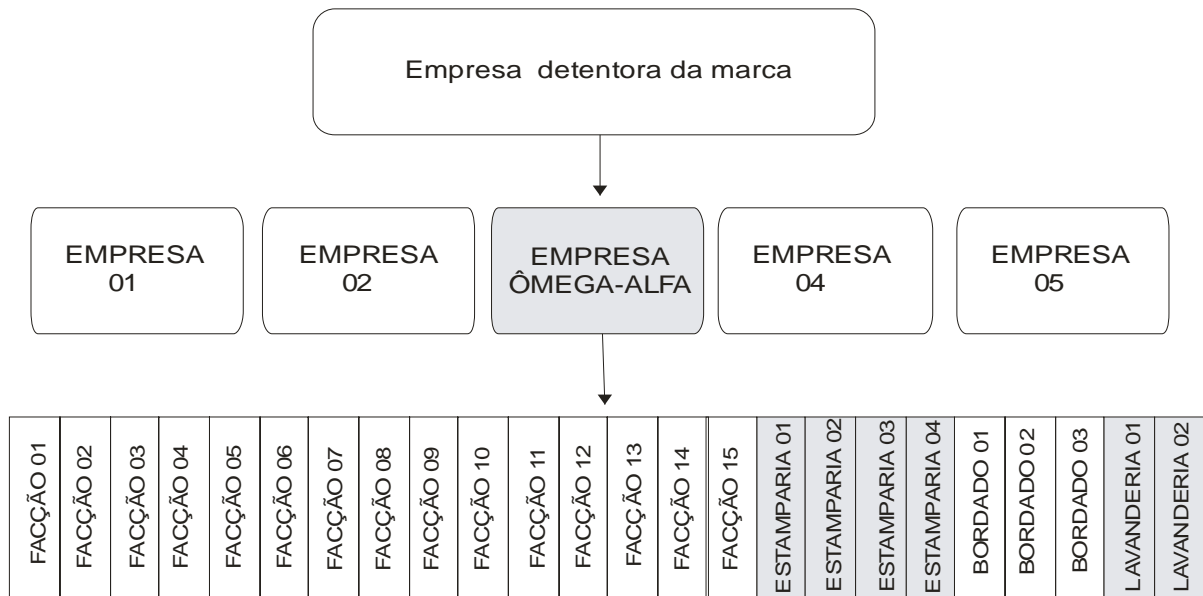 Empresa detentora da marca
EMPRESA
01
EMPRESA
02
EMPRESA
ÔMEGA-ALFA
EMPRESA
04
EMPRESA
05
FACÇÃO 01
FACÇÃO 02
FACÇÃO 03
FACÇÃO 04
FACÇÃO 05
FACÇÃO 06
FACÇÃO 07
FACÇÃO 08
FACÇÃO 09
FACÇÃO 10
FACÇÃO 11
FACÇÃO 12
FACÇÃO 13
FACÇÃO 14
FACÇÃO 15
ESTAMPARIA 01
ESTAMPARIA 02
ESTAMPARIA 03
ESTAMPARIA 04
BORDADO 01
BORDADO 02
BORDADO 03
LAVANDERIA 01
LAVANDERIA 02